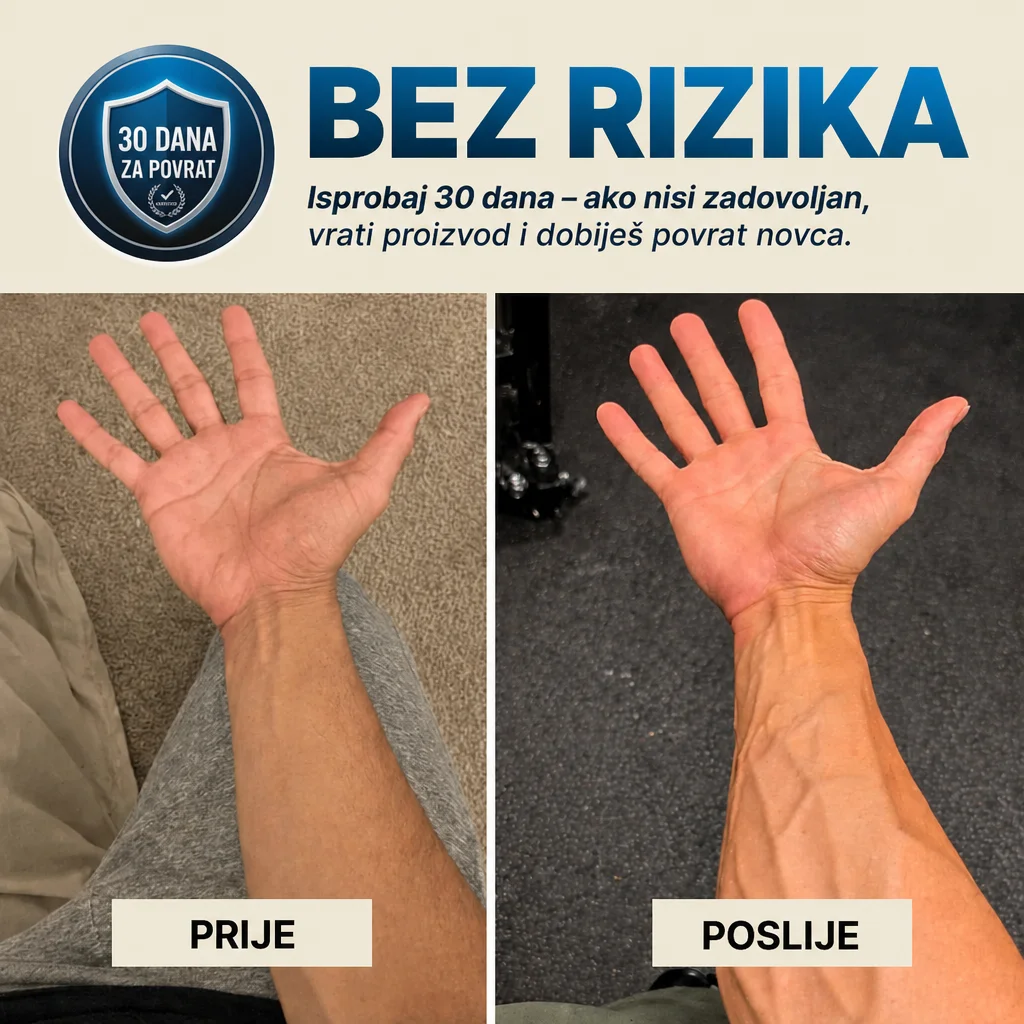 30 DANA
ZA POVRAT
BEZ RIZIKA
Isprobaj 30 dana – ako nisi zadovoljan,
vrati proizvod i dobiješ povrat novca.
PRIJE
POSLIJE